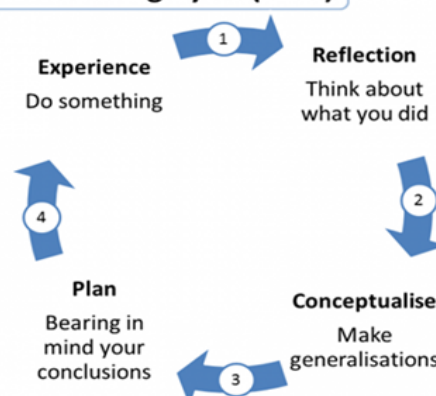 1
Experience
Do something
Reflection
Think about
what you did
2
Conceptualise
Make
generalisations
3
Plan
Bearing in
mind your
conclusions
4